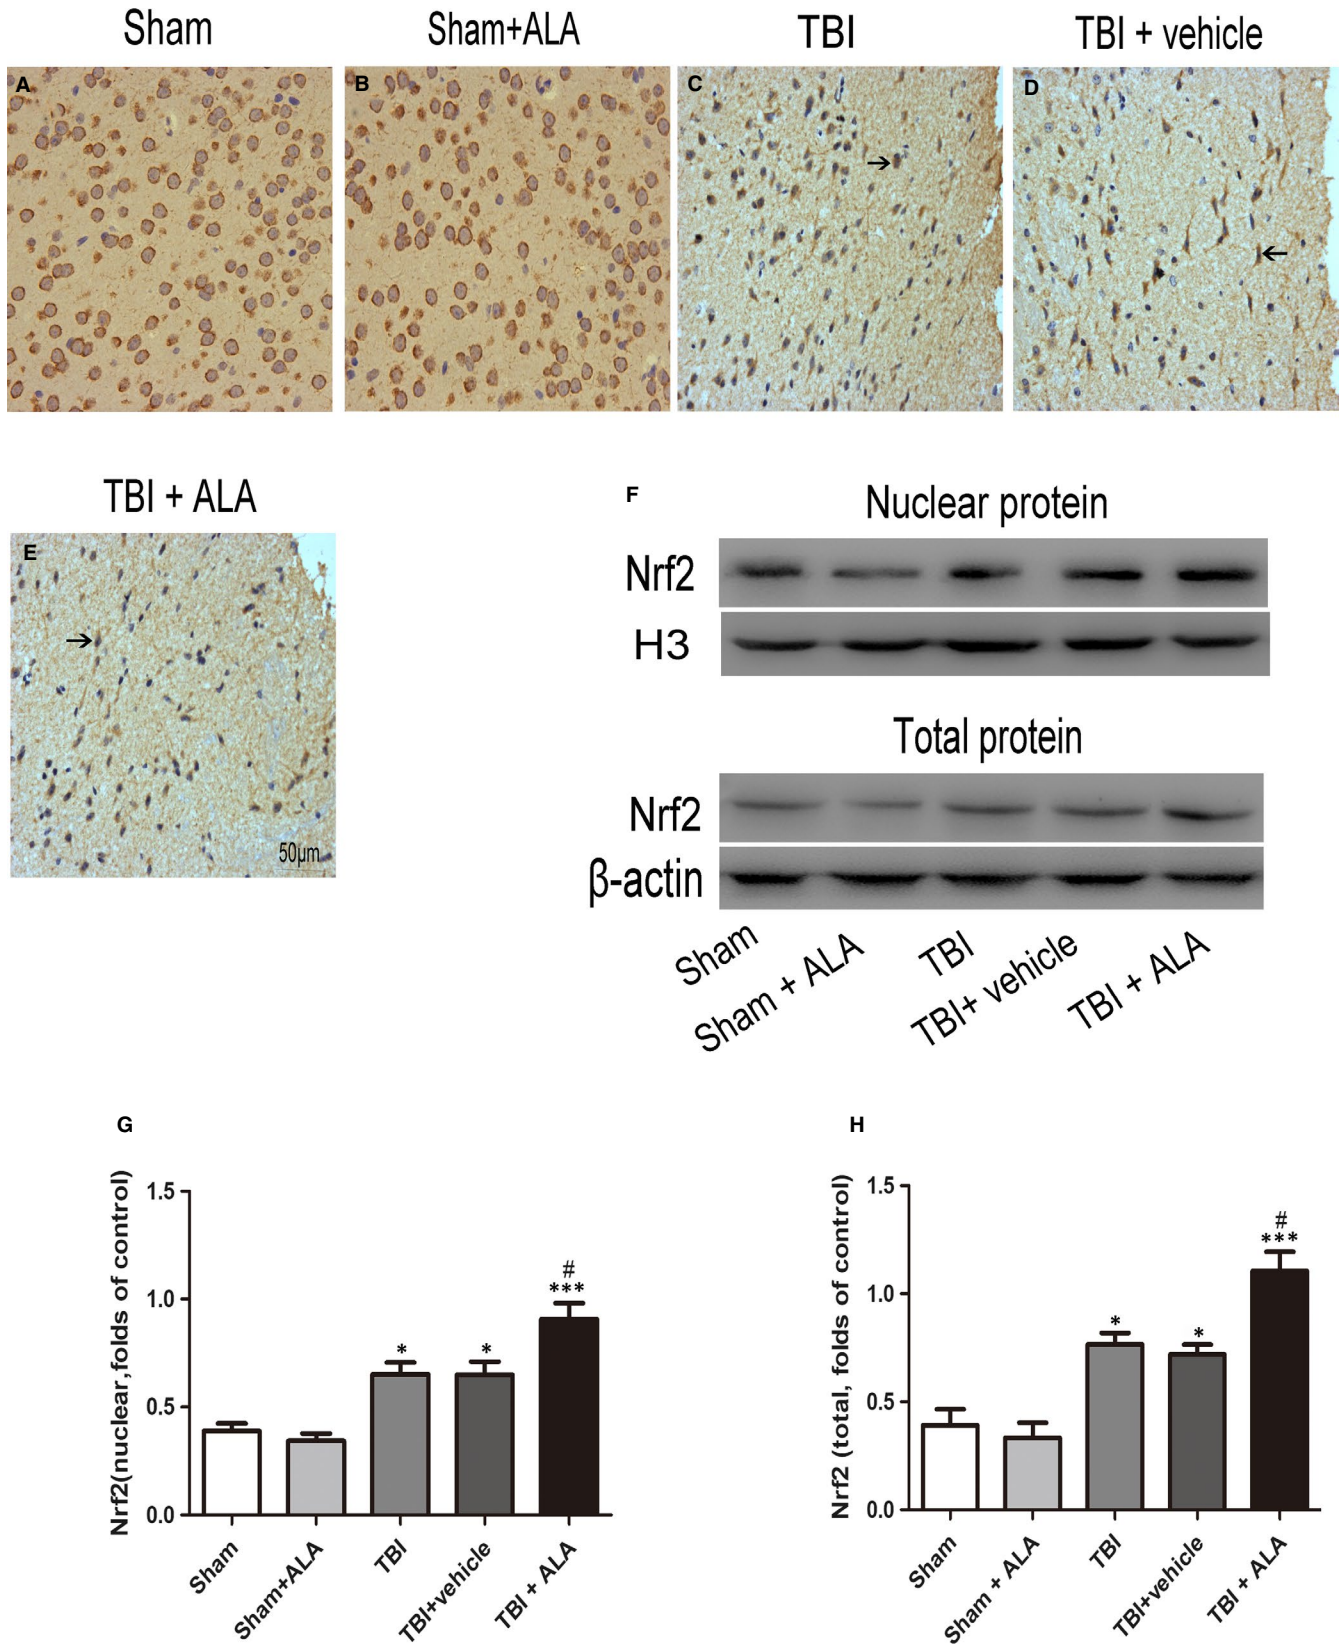 Sham
Sham+ALA
TBI
TBI + vehicle
A
B
C
D
TBI + ALA
E
50μm
F
Nuclear protein
Nrf2
H3
Total protein
Nrf2
β-actin
Sham
Sham + ALA
TBI
TBI+ vehicle
TBI + ALA
G
Nrf2(nuclear,folds of control)
1.5
1.0
0.5
0.0
*
*
#
***
Sham
Sham+ALA
TBI
TBI+vehicle
TBI + ALA
H
Nrf2 (total, folds of control)
1.5
1.0
0.5
0.0
*
*
#
***
Sham
Sham + ALA
TBI
TBI+vehicle
TBI + ALA